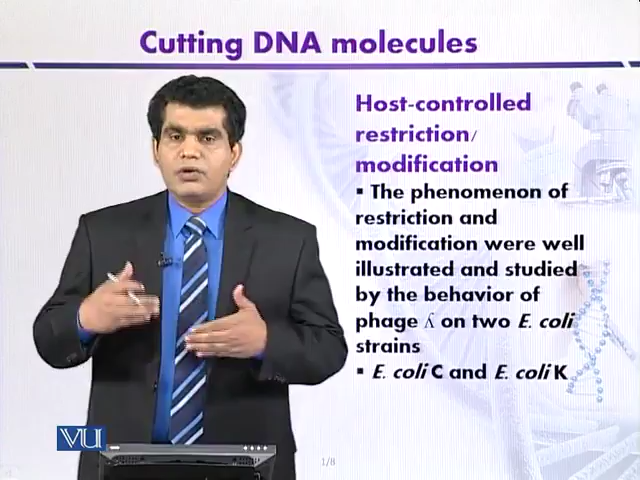 Cutting DNA molecules
Host-controlled
restriction/
modification
▪ The phenomenon of
restriction and
modification were well
illustrated and studied
by the behavior of
phage ʎ on two E. coli
strains
▪ E. coli C and E. coli K
VU
1/8